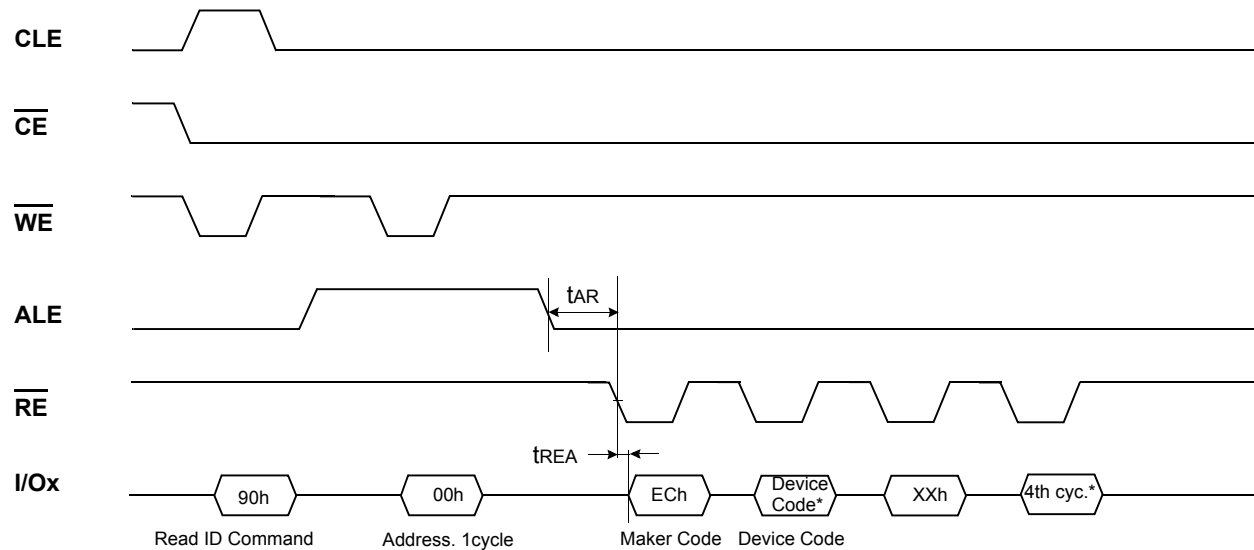 CLE
CE
WE
ALE
tAR
RE
tREA
I/Ox
90h
00h
ECh
Device
Code*
XXh
4th cyc.*
Read ID Command
Address. 1cycle
Maker Code
Device Code